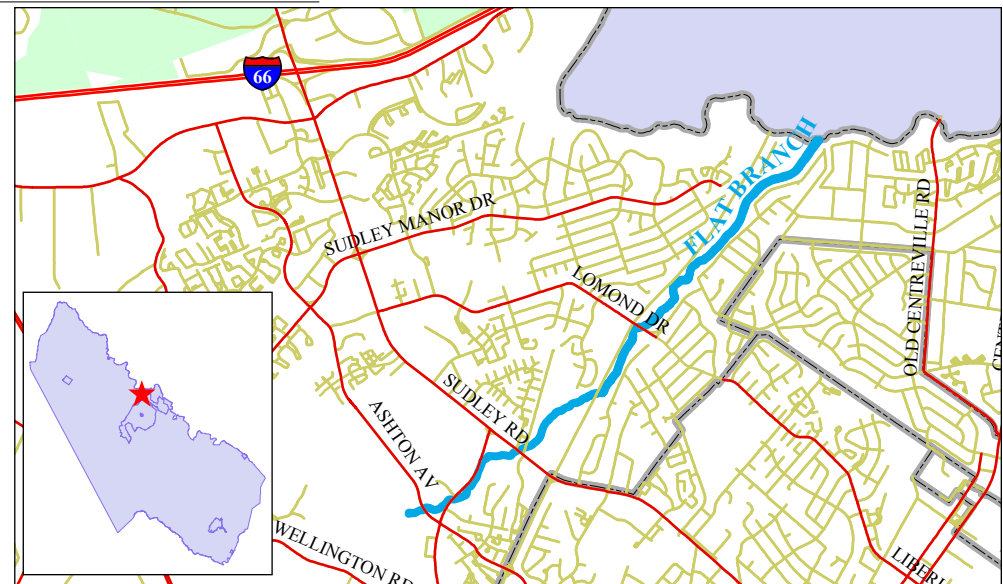 66
FLAT BRANCH
SUDLEY MANOR DR
OLD CENTREVILLE RD
LOMOND DR
SUDLEY RD
ASHTON AV
WELLINGTON RD